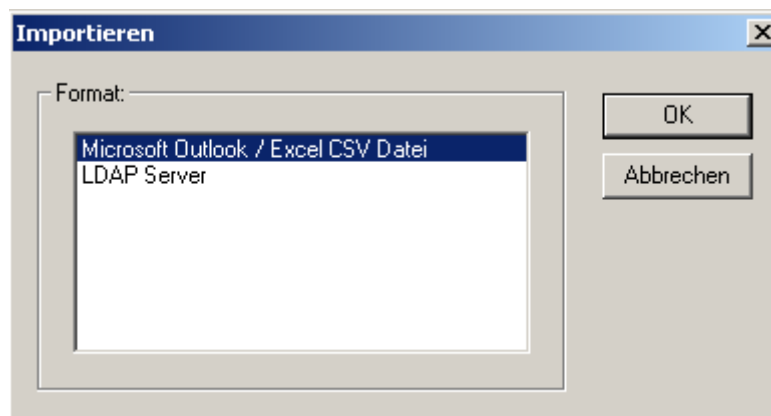 Importieren
Format:
Microsoft Outlook / Excel CSV Datei
LDAP Server
OK
Abbrechen